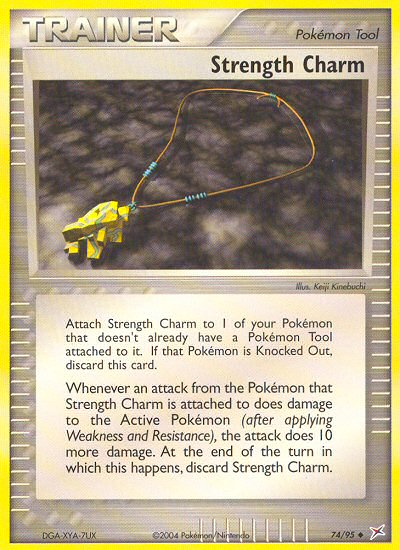 TRAINER
Pokémon Tool
Strength Charm
Illus. Keiji Kinebuchi
Attach Strength Charm to 1 of your Pokémon
that doesn't already have a Pokémon Tool
attached to it. If that Pokémon is Knocked Out,
discard this card.
Whenever an attack from the Pokémon that
Strength Charm is attached to does damage
to the Active Pokémon (after applying
Weakness and Resistance), the attack does 10
more damage. At the end of the turn in
which this happens, discard Strength Charm.
DGA-XYA-7UX
©2004 Pokémon/Nintendo
74/95 ◆